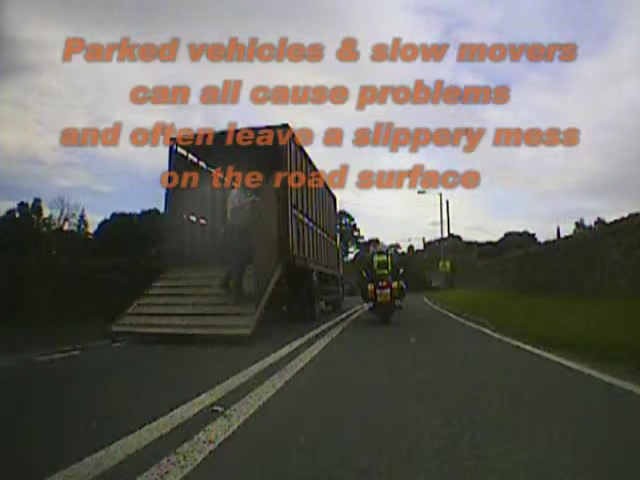 Parked vehicles & slow movers
can all cause problems
and often leave a slippery mess
on the road surface